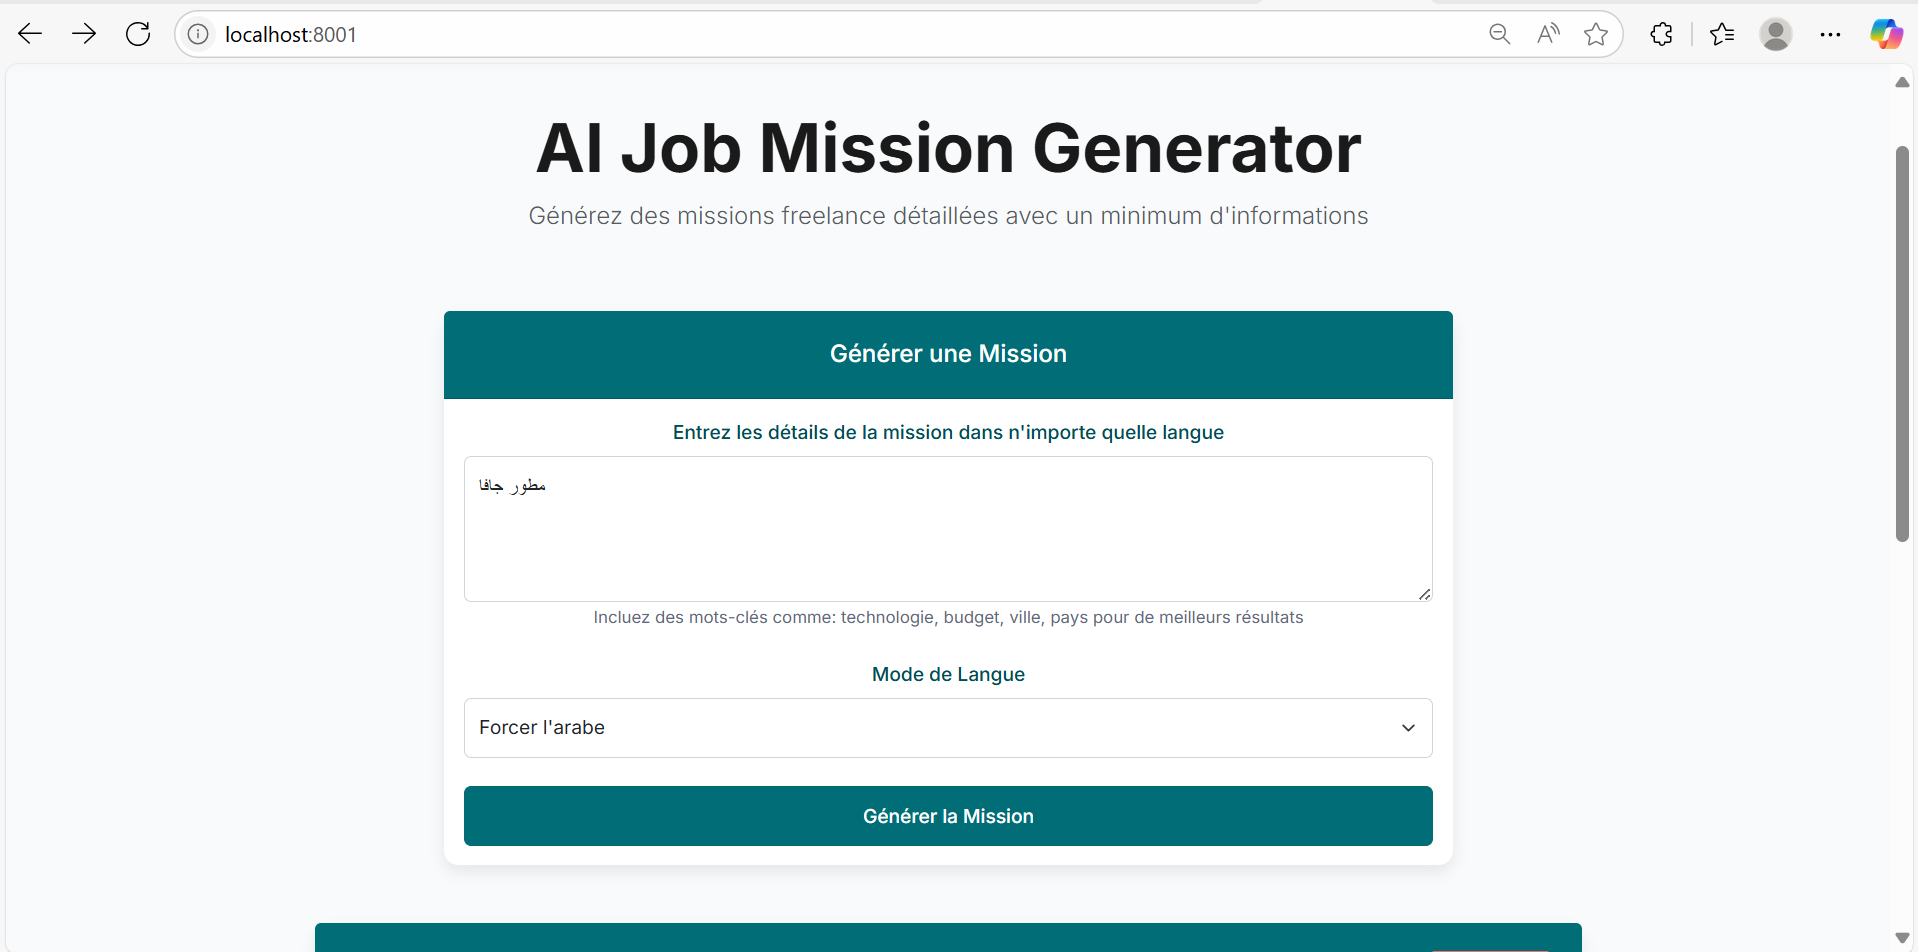 localhost:8001
AI Job Mission Generator
Générez des missions freelance détaillées avec un minimum d'informations
Générer une Mission
Entrez les détails de la mission dans n'importe quelle langue
مطور جافا
Incluez des mots-clés comme: technologie, budget, ville, pays pour de meilleurs résultats
Mode de Langue
Forcer l'arabe
Générer la Mission